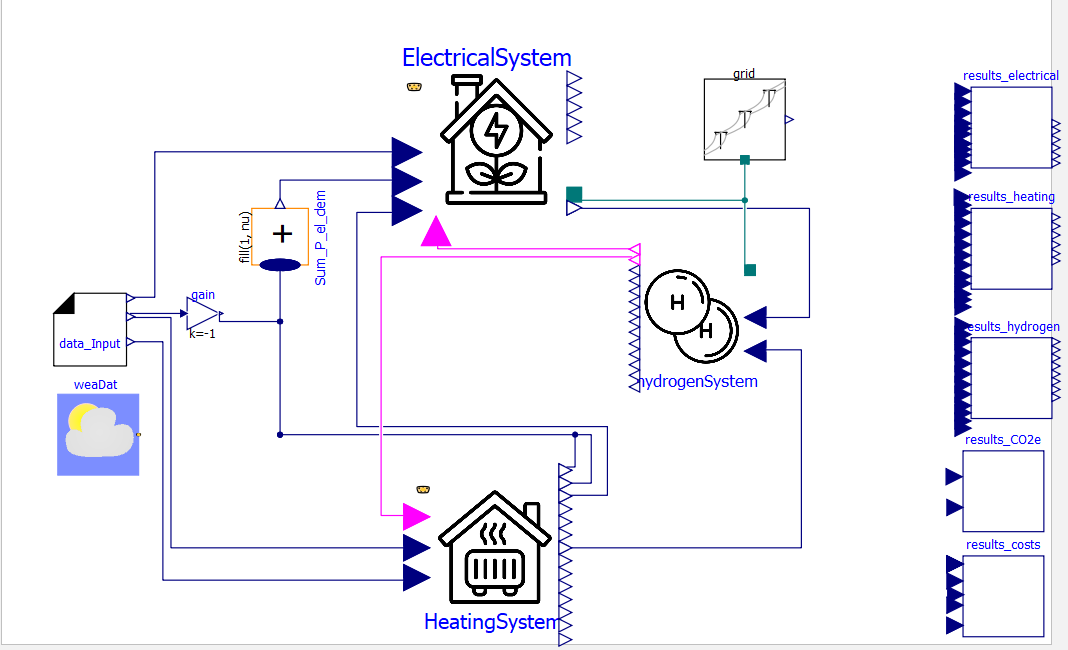 ElectricalSystem
grid
results_electrical
fill(1, nu)
+
Sum_P_el_dem
results_heating
gain
k=-1
data_Input
H
H
hydrogenSystem
results_hydrogen
weaDat
results_CO2e
results_costs
HeatingSystem